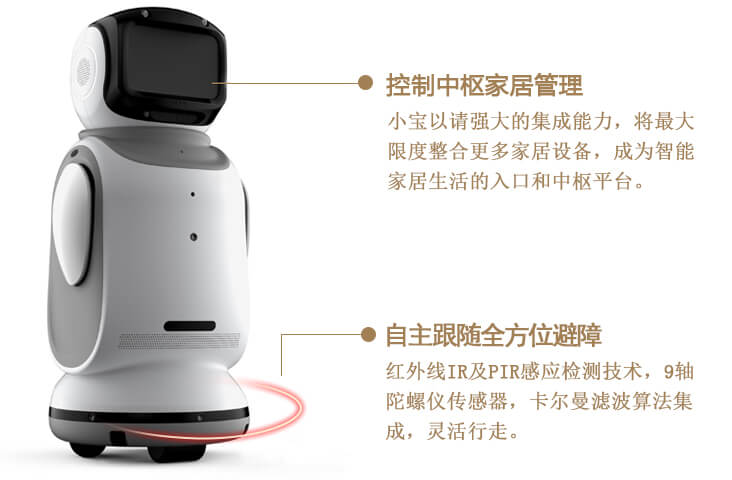 控制中枢家居管理
小宝以请强大的集成能力，将最大
限度整合更多家居设备，成为智能
家居生活的入口和中枢平台。
自主跟随全方位避障
红外线IR及PIR感应检测技术，9轴
陀螺仪传感器，卡尔曼滤波算法集
成，灵活行走。